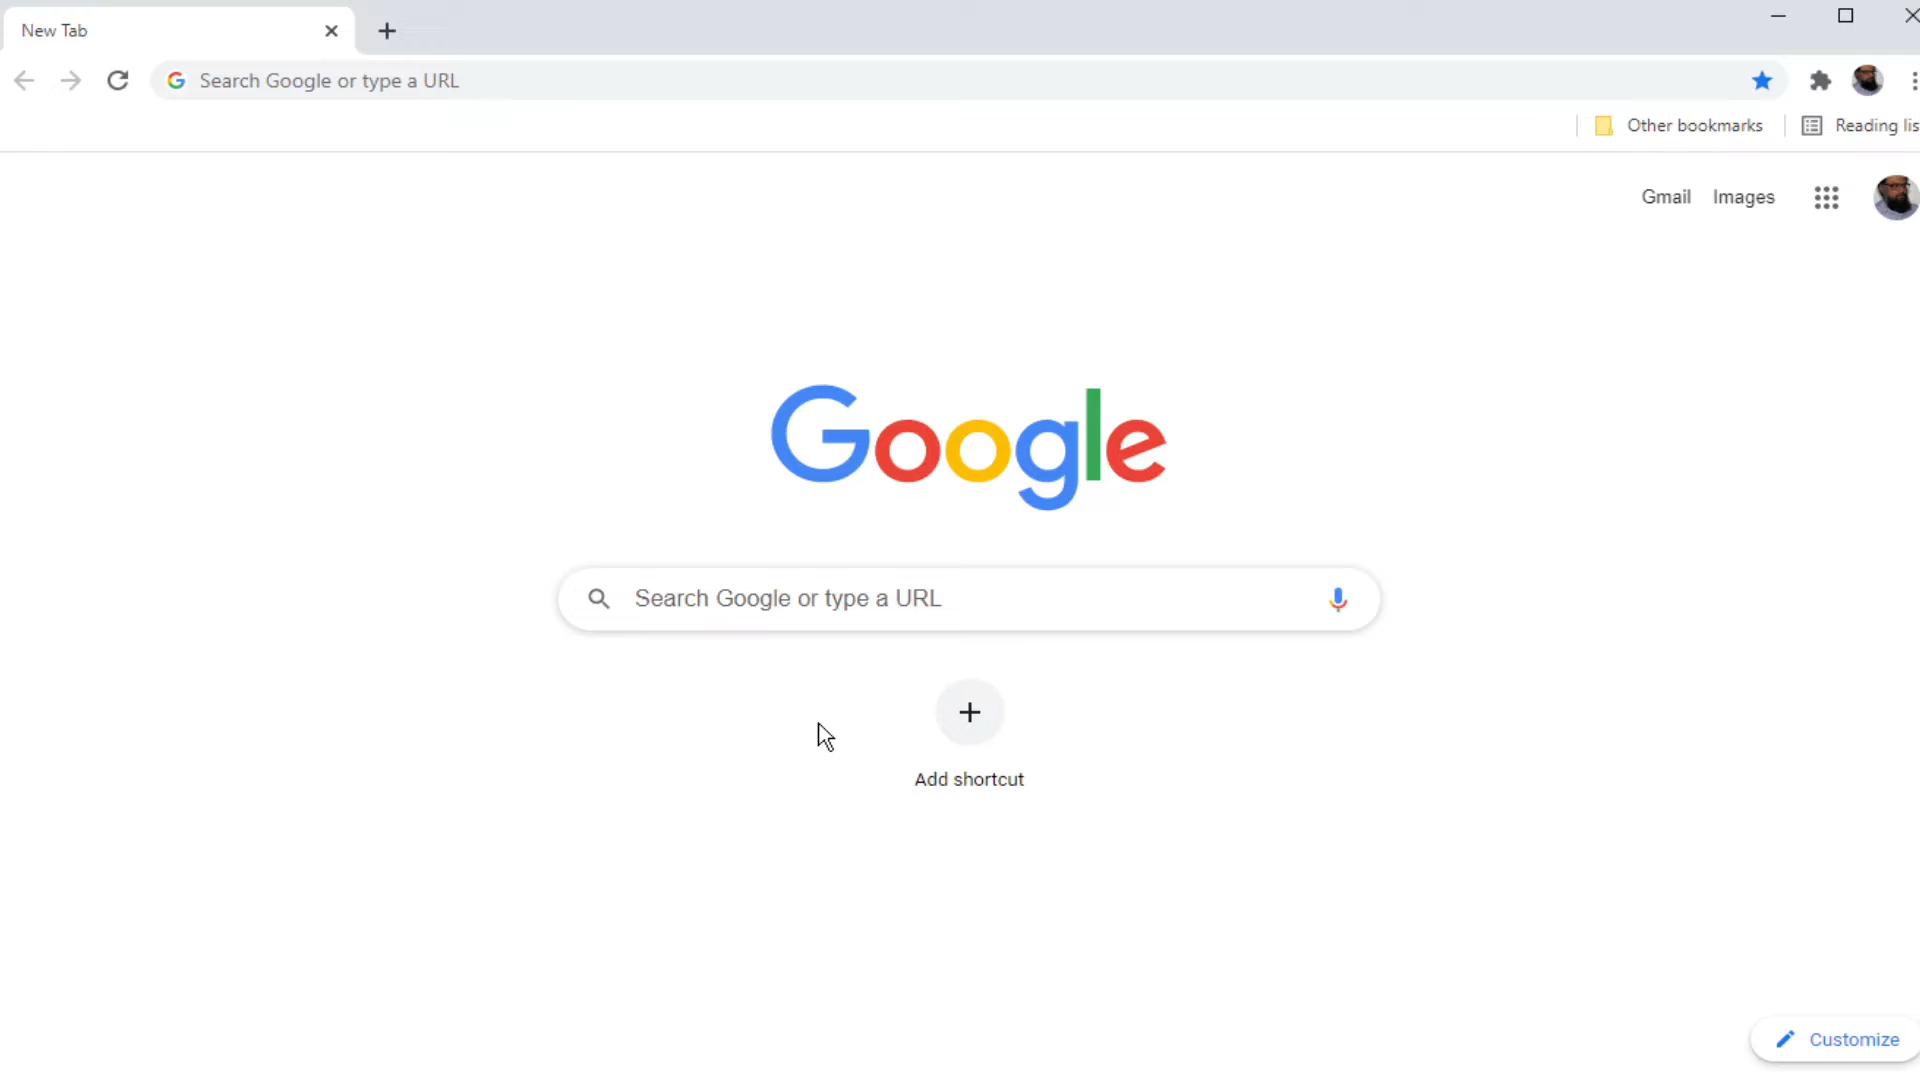 New Tab
Search Google or type a URL
Other bookmarks
Reading lis
Gmail Images
Google
Search Google or type a URL
Add shortcut
Customize